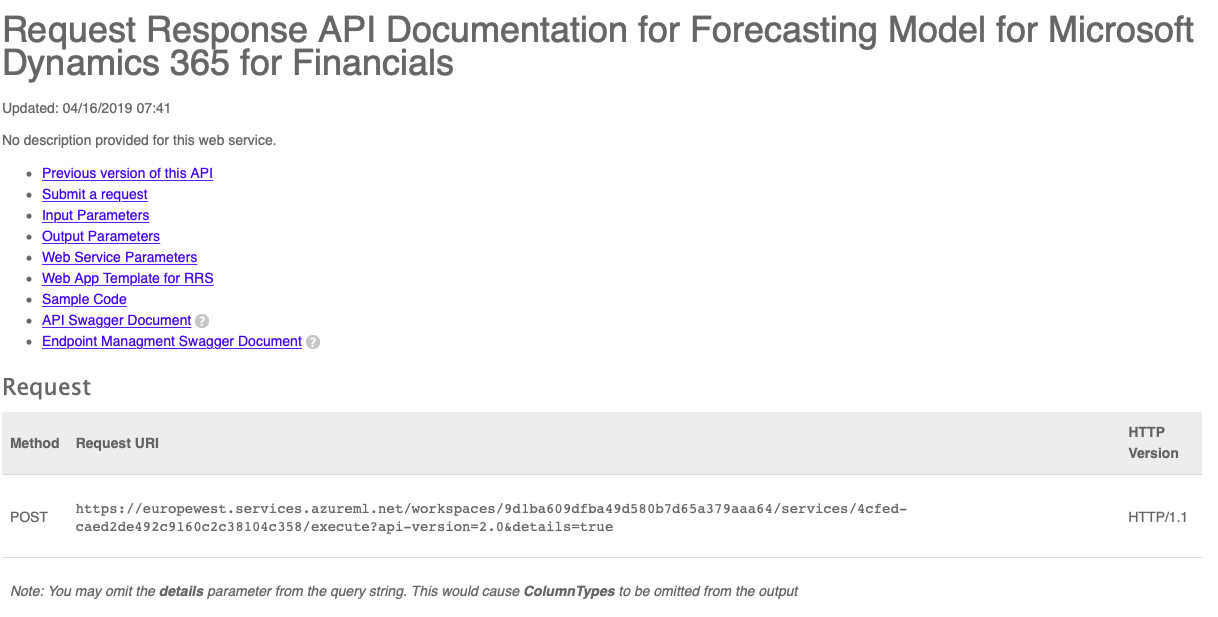 Request Response API Documentation for Forecasting Model for Microsoft
Dynamics 365 for Financials
Updated: 04/16/2019 07:41
No description provided for this web service.
Previous version of this API
Submit a request
Input Parameters
Output Parameters
Web Service Parameters
Web App Template for RRS
Sample Code
API Swagger Document ?
Endpoint Managment Swagger Document ?
Request
Method Request URI HTTP
Version
POST https://europewest.services.azureml.net/workspaces/9d1ba609dfba49d580b7d65a379aaa64/services/4cfed-
caed2de492c9160c2c38104c358/execute?api-version=2.0&details=true HTTP/1.1
Note: You may omit the details parameter from the query string. This would cause ColumnTypes to be omitted from the output